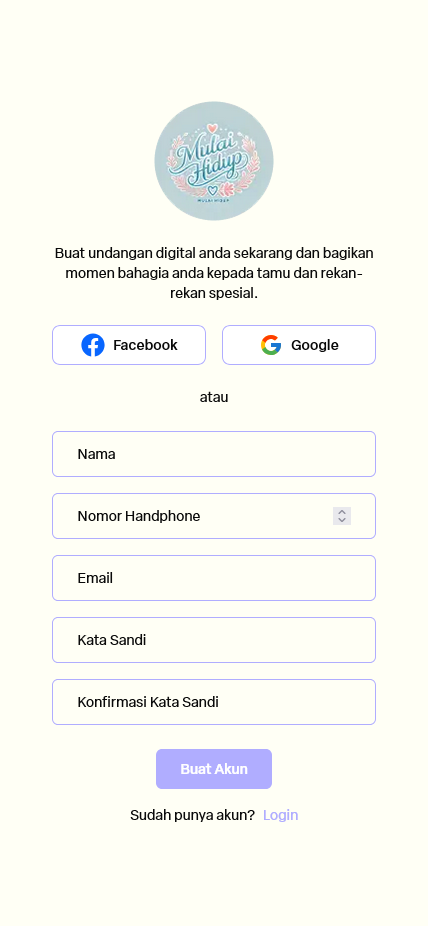 Mulai
Hidup
MULAI HIDUP
Buat undangan digital anda sekarang dan bagikan
momen bahagia anda kepada tamu dan rekan-
rekan spesial.
Facebook
Google
atau
Nama
Nomor Handphone
Email
Kata Sandi
Konfirmasi Kata Sandi
Buat Akun
Sudah punya akun? Login